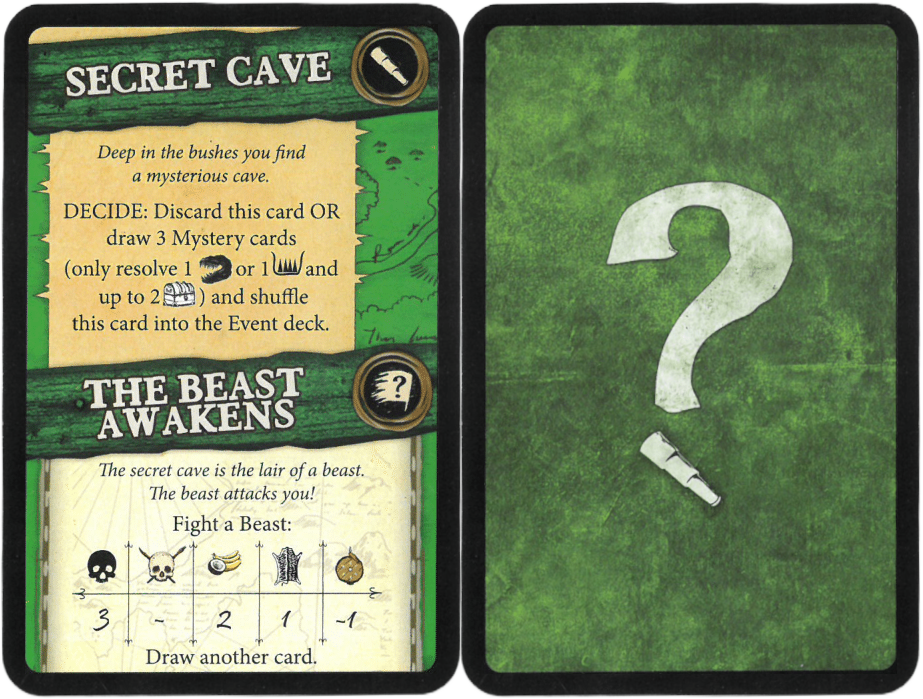 SECRET CAVE
Deep in the bushes you find
a mysterious cave.
DECIDE: Discard this card OR
draw 3 Mystery cards
(only resolve 1 or 1 and
up to 2 ) and shuffle
this card into the Event deck.
THE BEAST
AWAKENS
?
The secret cave is the lair of a beast.
The beast attacks you!
Fight a Beast:
3 - 2 1 -1
Draw another card.
?